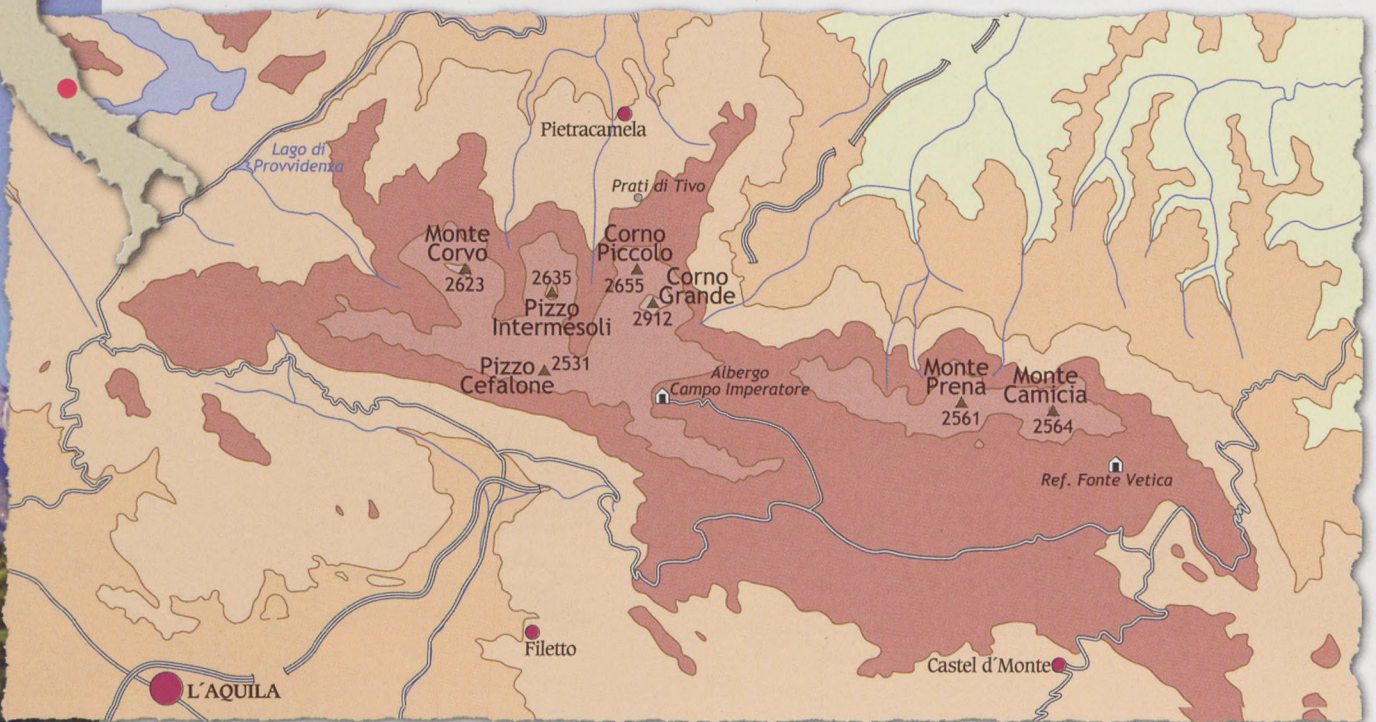 Pietracamela
Lago di
Provvidenza
Prati di Tivo
Monte
Corvo
2623
2635
Pizzo
Intermesoli
Corno
Piccolo
2655
Corno
Grande
2912
Pizzo
Cefalone
2531
Albergo
Campo Imperatore
Monte
Prena
2561
Monte
Camicia
2564
Ref. Fonte Vetica
Filetto
Castel d´Monte
L´AQUILA